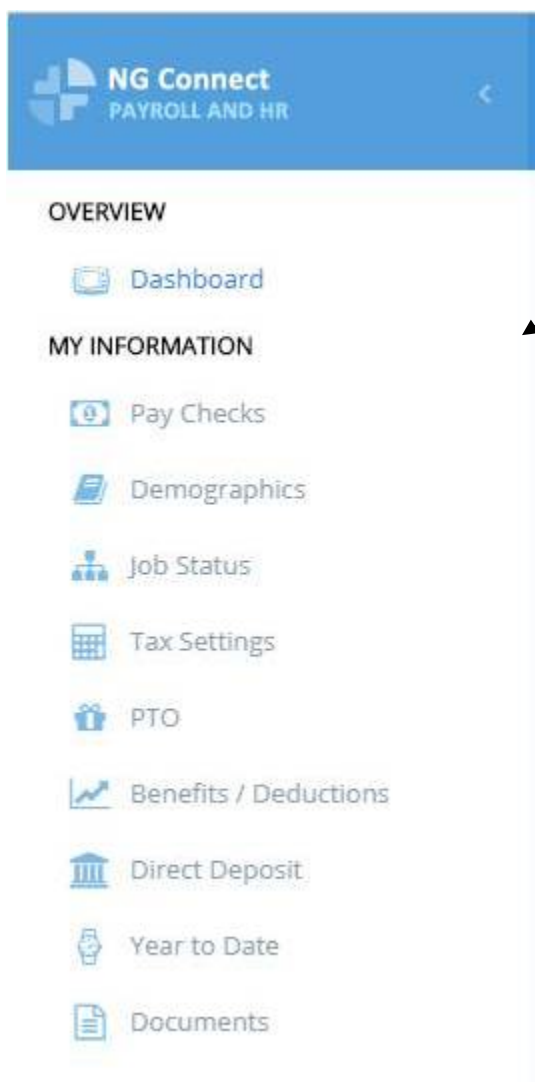 NG Connect
PAYROLL AND HR
OVERVIEW
Dashboard
MY INFORMATION
Pay Checks
Demographics
Job Status
Tax Settings
PTO
Benefits / Deductions
Direct Deposit
Year to Date
Documents